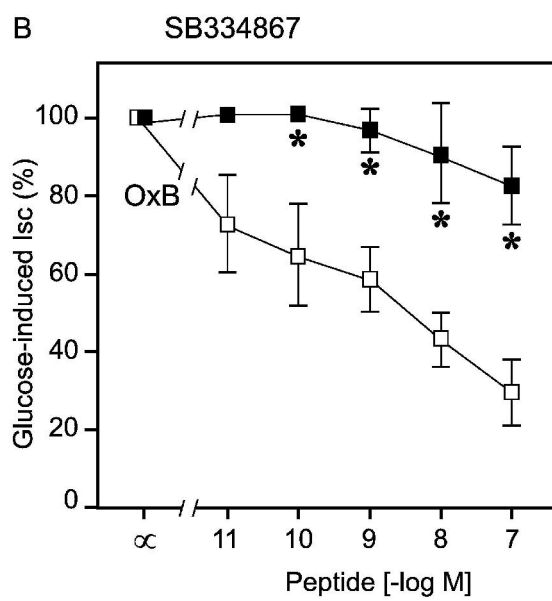 B SB334867
Glucose-induced Isc (%)
100
80
60
40
20
0
OxB
*
*
*
*
∝ 11 10 9 8 7
Peptide [-log M]